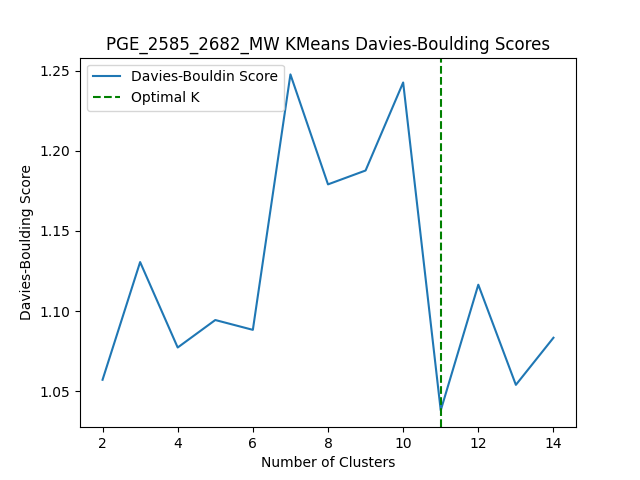 PGE_2585_2682_MW KMeans Davies-Boulding Scores
Davies-Bouldin Score
Optimal K
Davies-Boulding Score
1.25
1.20
1.15
1.10
1.05
2 4 6 8 10 12 14
Number of Clusters